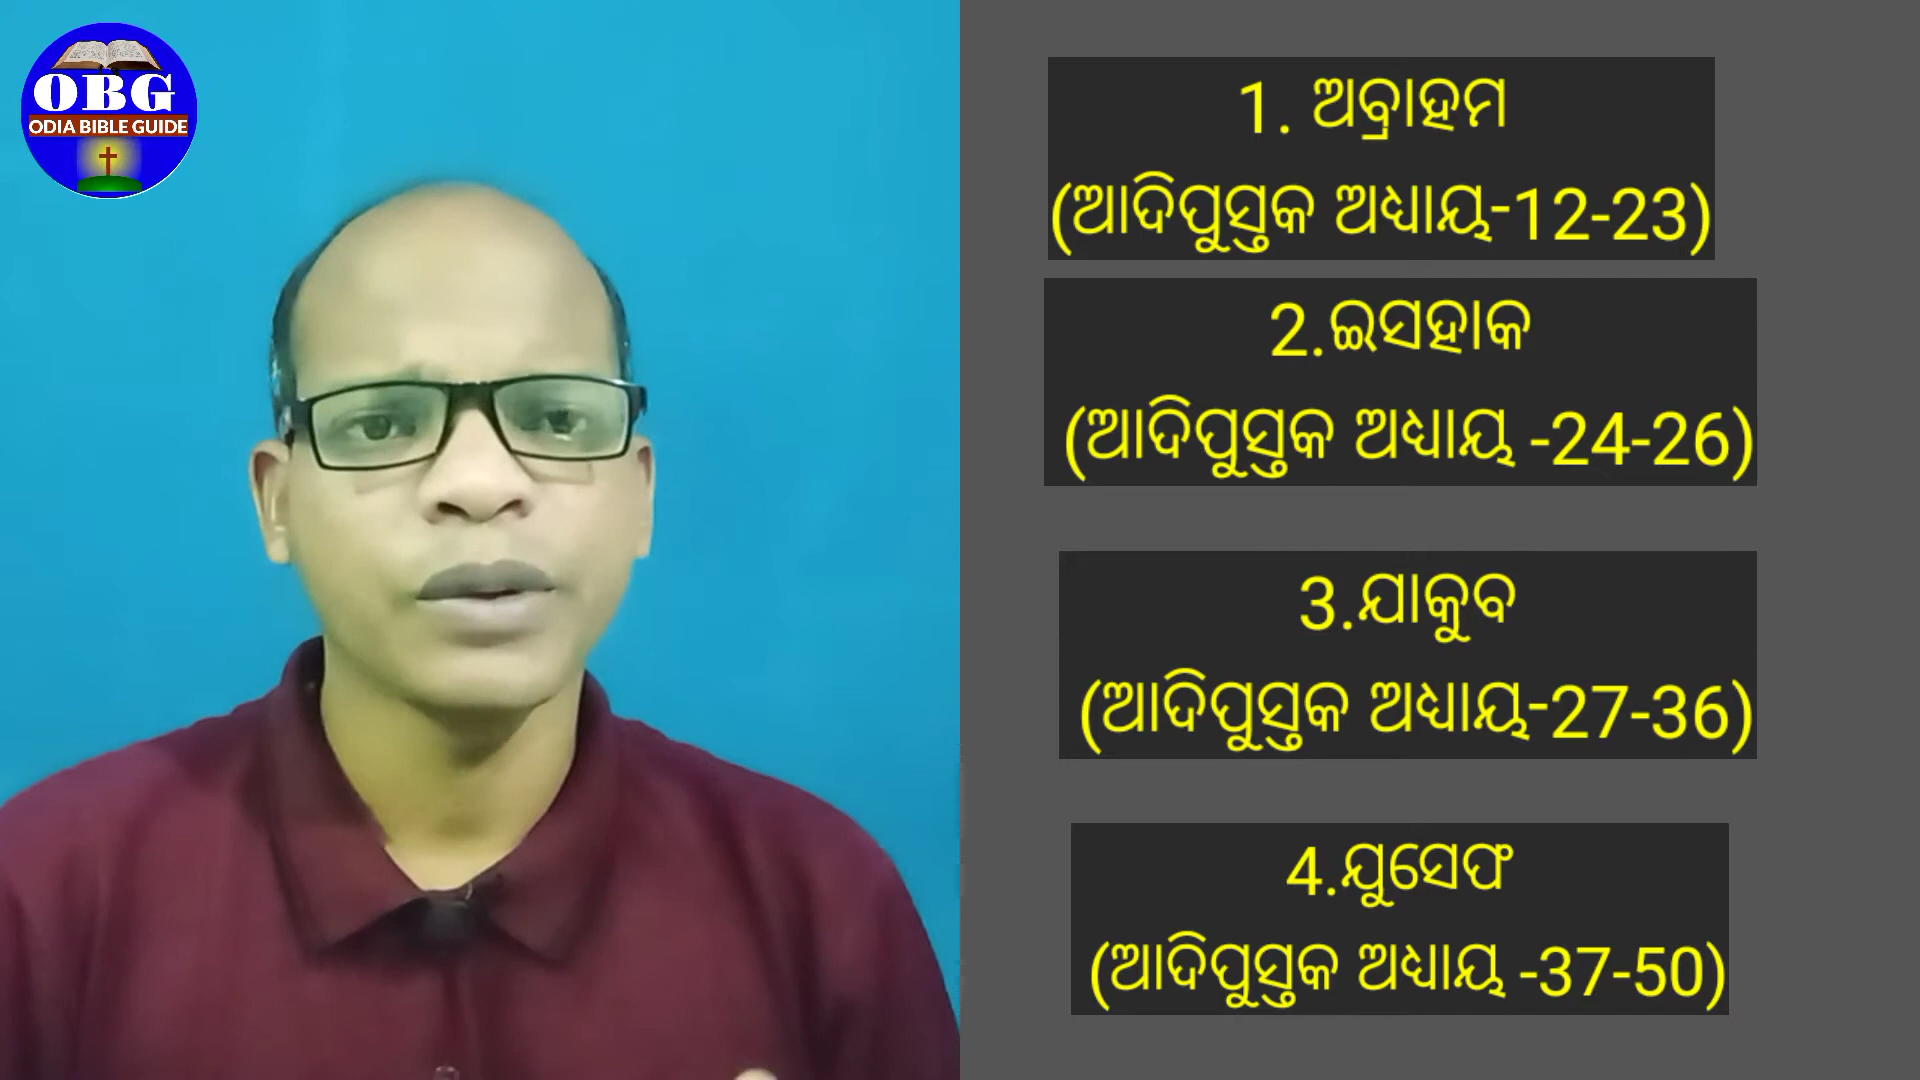 OBG
ODIA BIBLE GUIDE
1. ଅବ୍ରାହମ
(ଆଦିପୁସ୍ତକ ଅଧ୍ୟାୟ-12-23)
2.ଇସହାକ
(ଆଦିପୁସ୍ତକ ଅଧ୍ୟାୟ -24-26)
3.ଯାକୁବ
(ଆଦିପୁସ୍ତକ ଅଧ୍ୟାୟ-27-36)
4.ଯୁସେଫ
(ଆଦିପୁସ୍ତକ ଅଧ୍ୟାୟ -37-50)